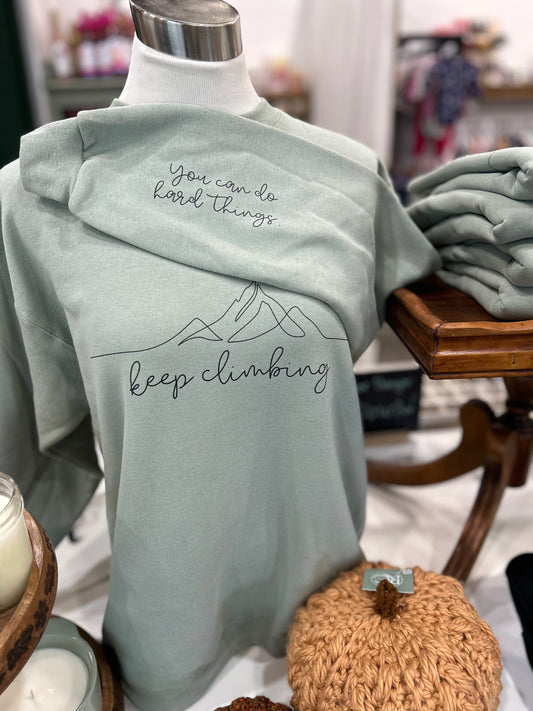 You can do
hard things.
keep climbing